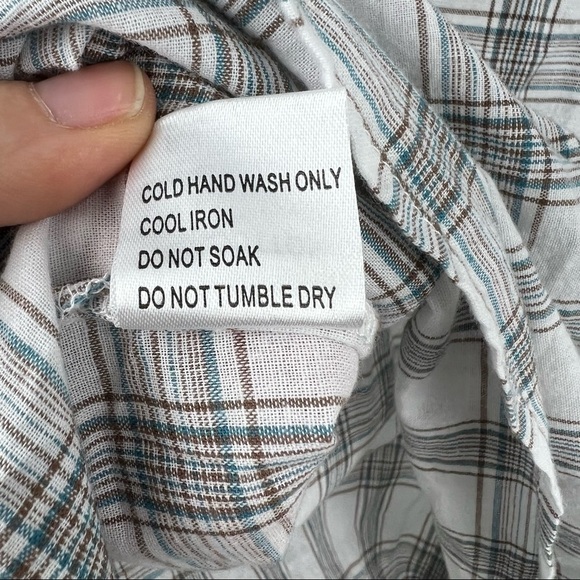 COLD HAND WASH ONLY
COOL IRON
DO NOT SOAK
DO NOT TUMBLE DRY